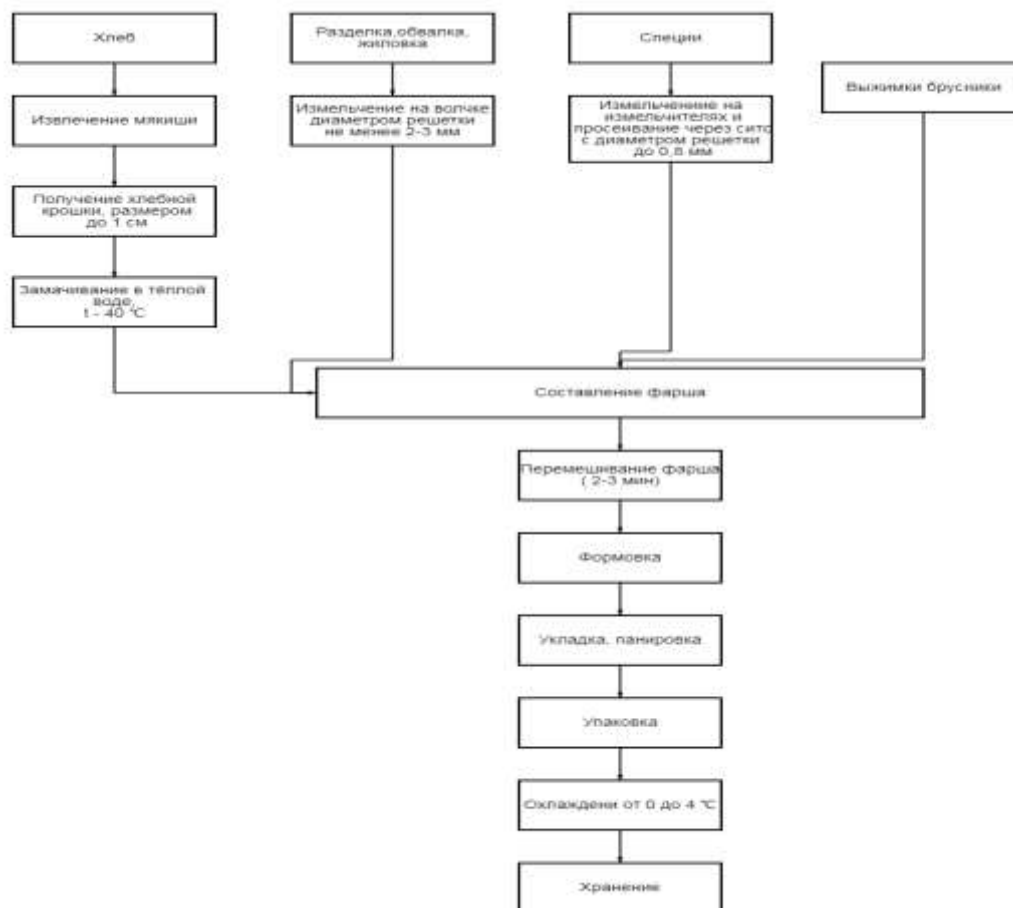 Хлеб
Разделка,обвалка,
жиловка
Специи
Выжимки брусники
Извлечение мякиши
Измельчение на волчке
диаметром решетки
не менее 2-3 мм
Измельчениие на
измельчителях и
просеивание через сито
с диаметром решетки
до 0,8 мм
Получение хлебной
крошки, размером
до 1 см
Замачивание в тёплой
воде,
t - 40 °С
Составление фарша
Перемешивание фарша
( 2-3 мин)
Формовка
Укладка, панировка
Упаковка
Охлаждени от 0 до 4 °С
Хранение